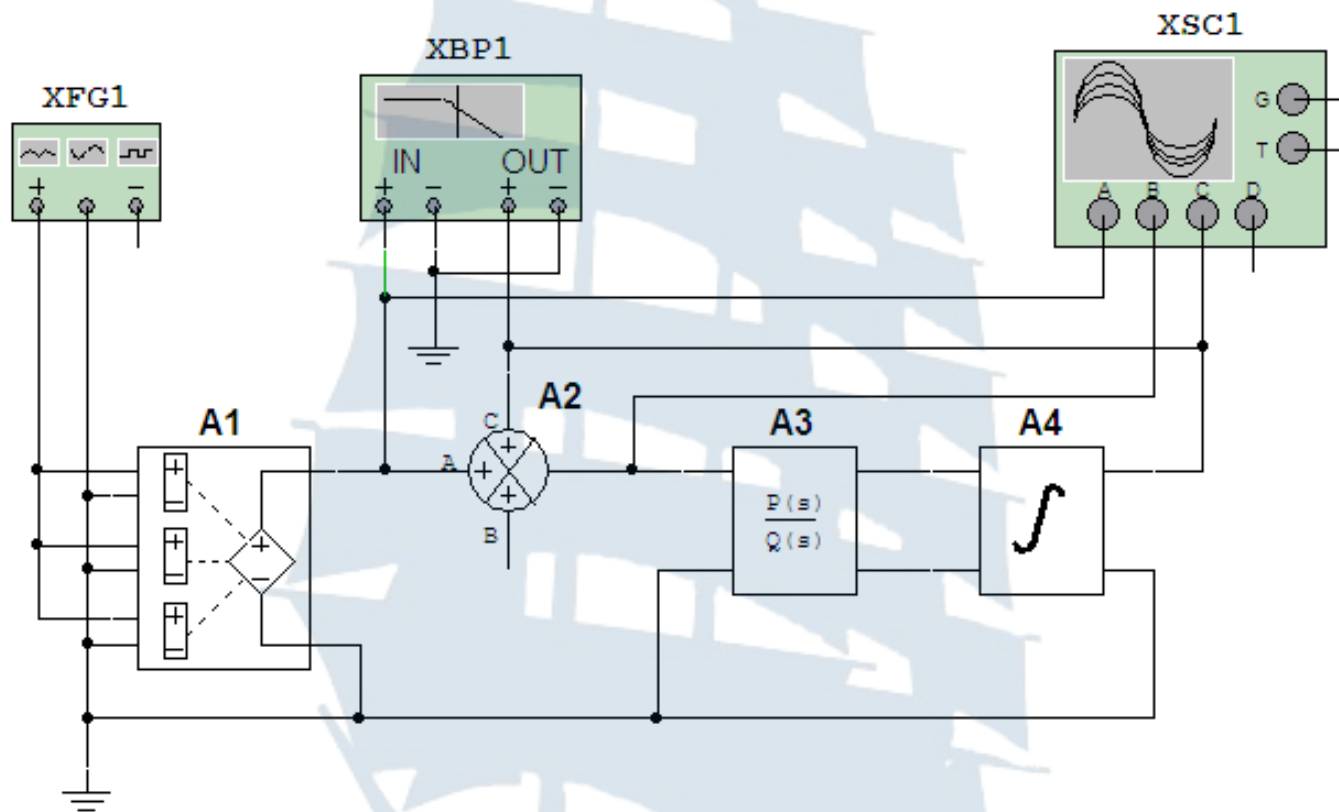 XSC1
XBP1
XFG1
G
T
IN OUT
+ - + -
+ -
A B C D
A1
A2
A3
A4
C
A
B
P(s)
Q(s)